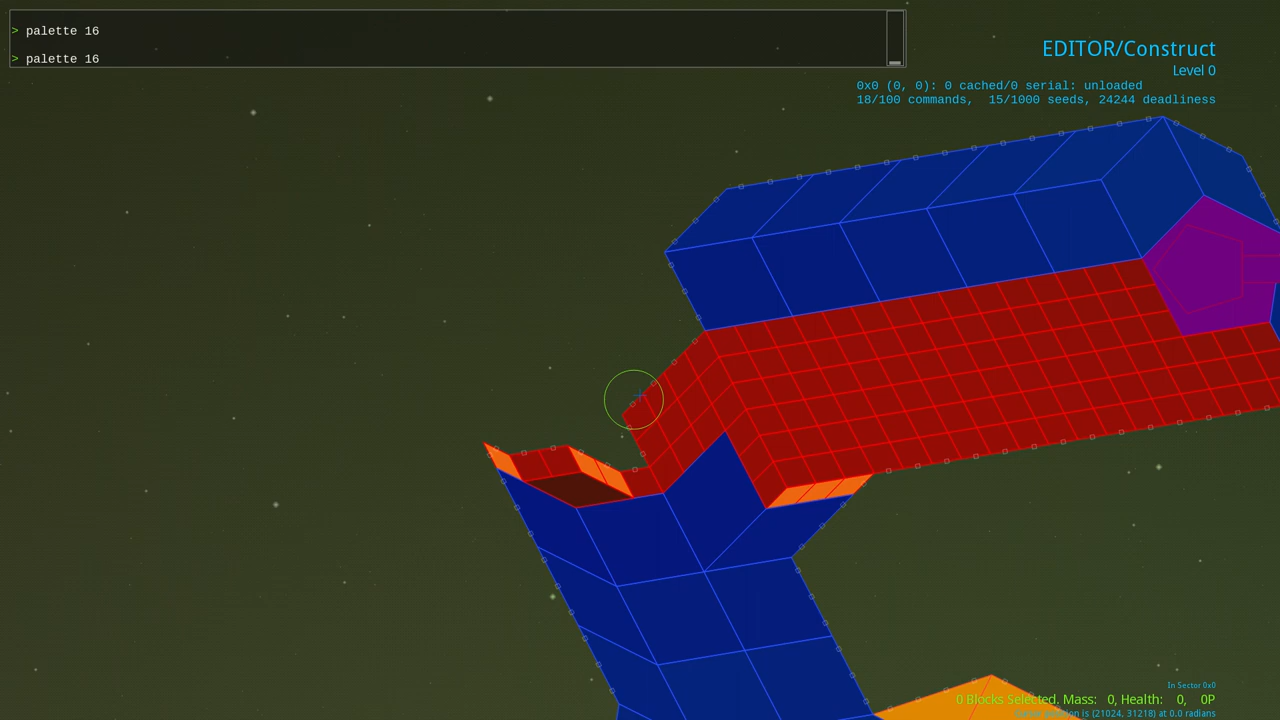 > palette 16
> palette 16
EDITOR/Construct
Level 0
0x0 (0, 0): 0 cached/0 serial: unloaded
18/100 commands,  15/1000 seeds, 24244 deadliness
In Sector 0x0
0 Blocks Selected. Mass:   0, Health:    0,    0P
position is (21024, 31218) at 0.0 radians